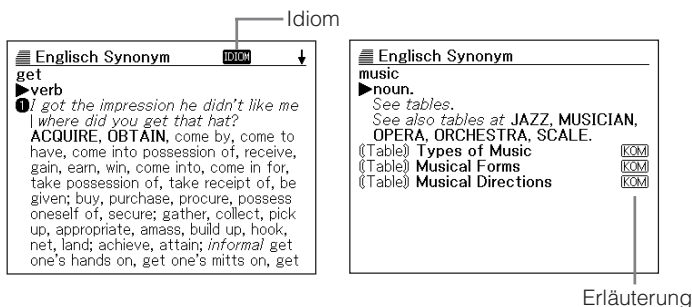 Idiom
Englisch Synonym IDIOM ↓
get
▶verb
❶I got the impression he didn't like me
| where did you get that hat?
ACQUIRE, OBTAIN, come by, come to
have, come into possession of, receive,
gain, earn, win, come into, come in for,
take possession of, take receipt of, be
given; buy, purchase, procure, possess
oneself of, secure; gather, collect, pick
up, appropriate, amass, build up, hook,
net, land; achieve, attain; informal get
one's hands on, get one's mitts on, get
Englisch Synonym
music
▶noun.
See tables.
See also tables at JAZZ, MUSICIAN,
OPERA, ORCHESTRA, SCALE.
⸨Table⸩ Types of Music KOM
⸨Table⸩ Musical Forms KOM
⸨Table⸩ Musical Directions KOM
Erläuterung